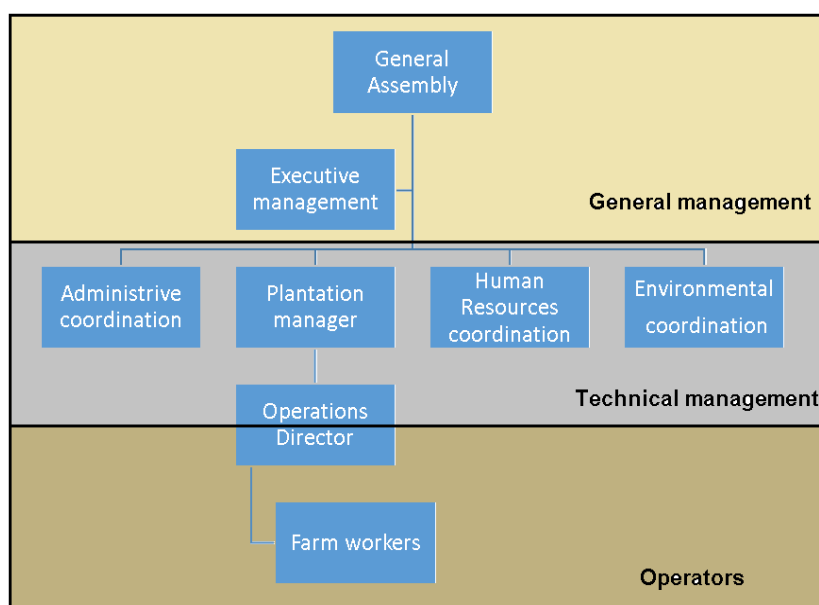 General
Assembly
Executive
management
General management
Administrive
coordination
Plantation
manager
Human
Resources
coordination
Environmental
coordination
Technical management
Operations
Director
Farm workers
Operators